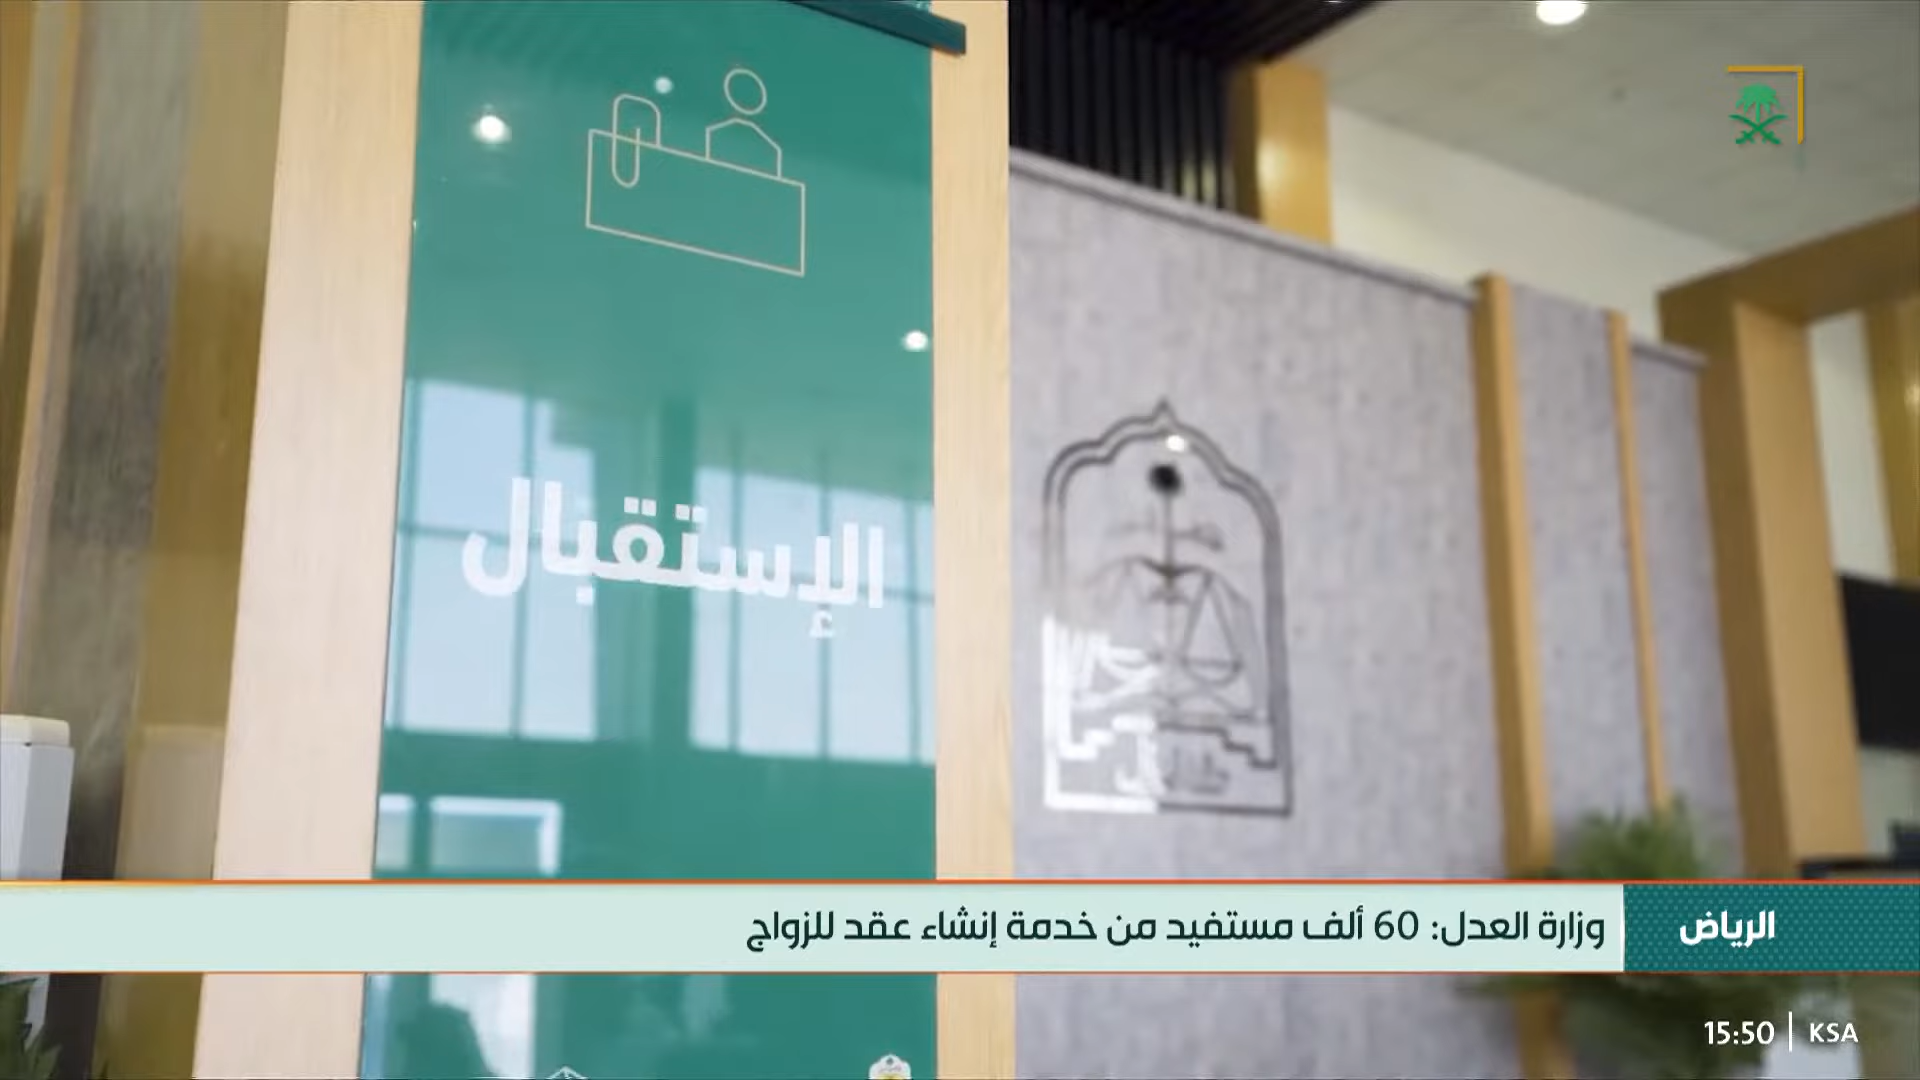 الإستقبال
الرياض
وزارة العدل: 60 ألف مستفيد من خدمة إنشاء عقد للزواج
15:50 | KSA